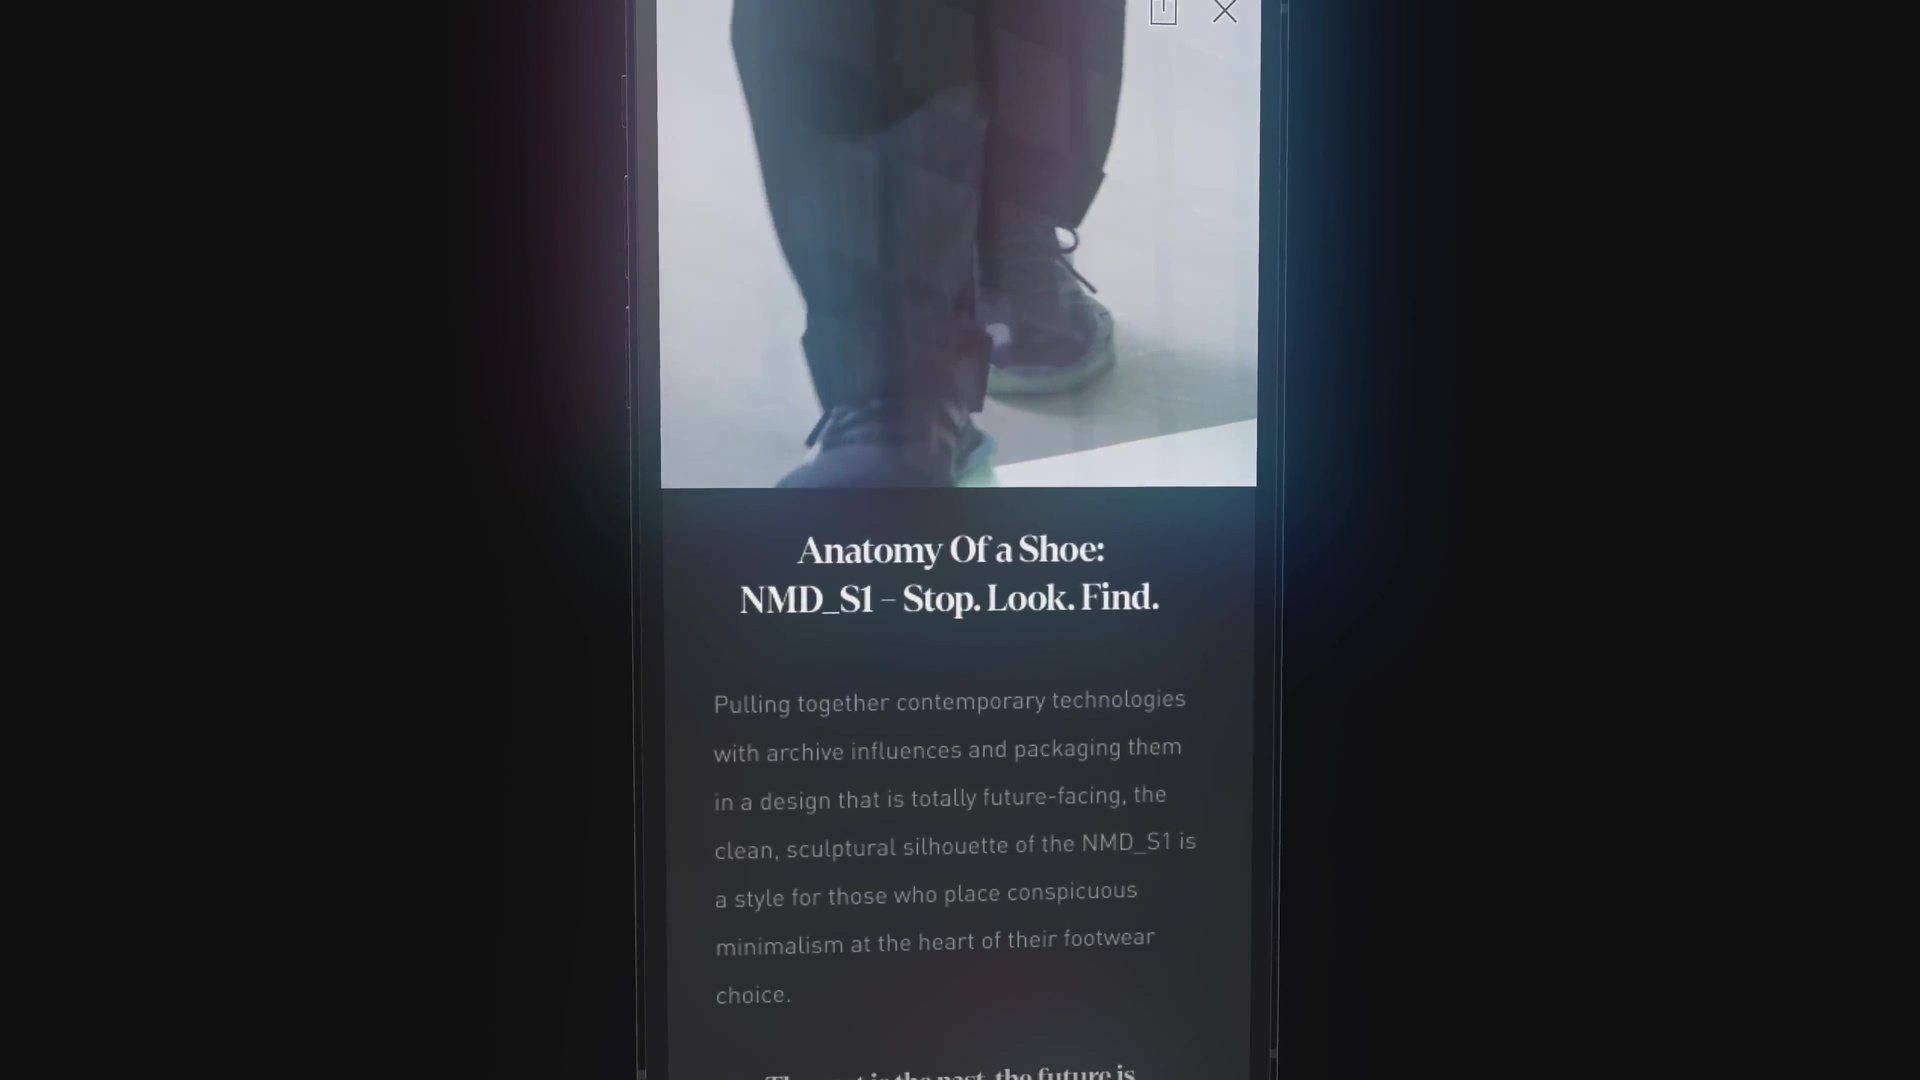 Anatomy Of a Shoe:
NMD_S1 – Stop. Look. Find.
Pulling together contemporary technologies
with archive influences and packaging them
in a design that is totally future-facing, the
clean, sculptural silhouette of the NMD_S1 is
a style for those who place conspicuous
minimalism at the heart of their footwear
choice.
is the past, the future is